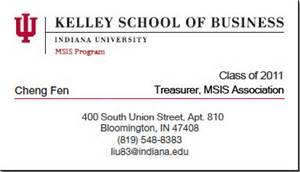 KELLEY SCHOOL OF BUSINESS
INDIANA UNIVERSITY
MSIS Program
Class of 2011
Cheng Fen
Treasurer, MSIS Association
400 South Union Street, Apt. 810
Bloomington, IN 47408
(819) 548-8383
liu83@indiana.edu